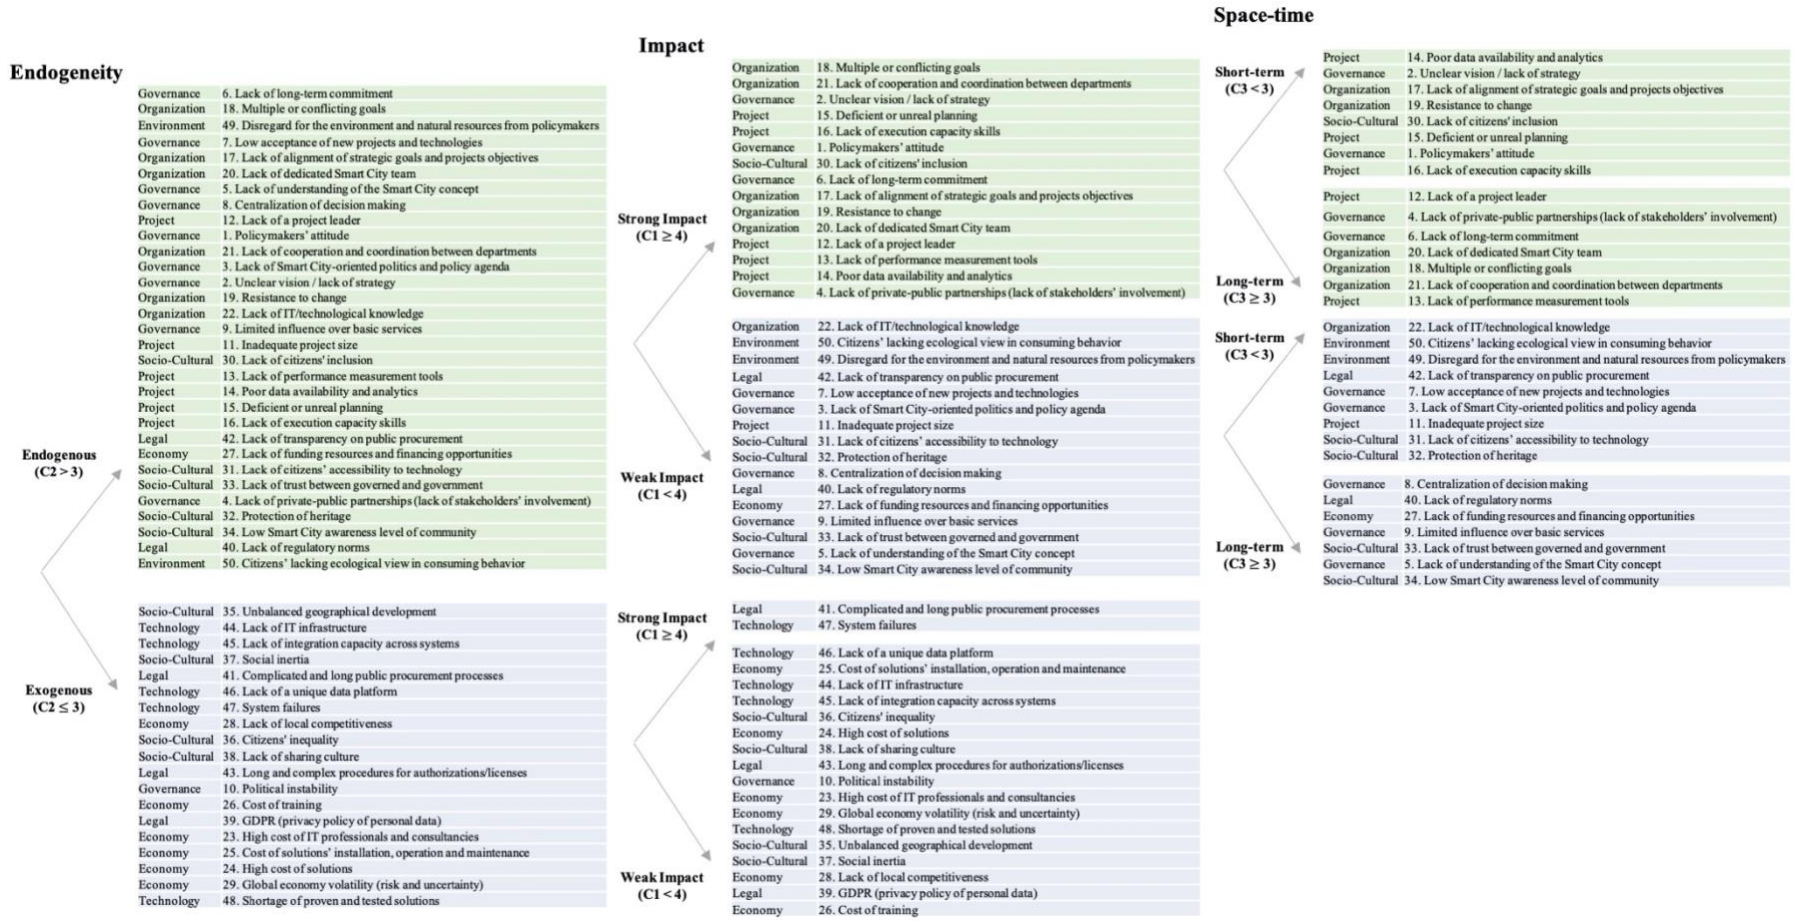 Endogeneity
Governance 6. Lack of long-term commitment
Organization 18. Multiple or conflicting goals
Environment 49. Disregard for the environment and natural resources from policymakers
Governance 7. Low acceptance of new projects and technologies
Organization 17. Lack of alignment of strategic goals and projects objectives
Organization 20. Lack of dedicated Smart City team
Governance 5. Lack of understanding of the Smart City concept
Governance 8. Centralization of decision making
Project 12. Lack of a project leader
Governance 1. Policymakers' attitude
Organization 21. Lack of cooperation and coordination between departments
Governance 3. Lack of Smart City-oriented politics and policy agenda
Governance 2. Unclear vision / lack of strategy
Organization 19. Resistance to change
Organization 22. Lack of IT/technological knowledge
Governance 9. Limited influence over basic services
Project 11. Inadequate project size
Socio-Cultural 30. Lack of citizens' inclusion
Project 13. Lack of performance measurement tools
Project 14. Poor data availability and analytics
Project 15. Deficient or unreal planning
Project 16. Lack of execution capacity skills
Legal 42. Lack of transparency on public procurement
Economy 27. Lack of funding resources and financing opportunities
Socio-Cultural 31. Lack of citizens' accessibility to technology
Socio-Cultural 33. Lack of trust between governed and government
Governance 4. Lack of private-public partnerships (lack of stakeholders' involvement)
Socio-Cultural 32. Protection of heritage
Socio-Cultural 34. Low Smart City awareness level of community
Legal 40. Lack of regulatory norms
Environment 50. Citizens' lacking ecological view in consuming behavior
Endogenous
(C2 > 3)
Exogenous
(C2 ≤ 3)
Socio-Cultural 35. Unbalanced geographical development
Technology 44. Lack of IT infrastructure
Technology 45. Lack of integration capacity across systems
Socio-Cultural 37. Social inertia
Legal 41. Complicated and long public procurement processes
Technology 46. Lack of a unique data platform
Technology 47. System failures
Economy 28. Lack of local competitiveness
Socio-Cultural 36. Citizens' inequality
Socio-Cultural 38. Lack of sharing culture
Legal 43. Long and complex procedures for authorizations/licenses
Governance 10. Political instability
Economy 26. Cost of training
Legal 39. GDPR (privacy policy of personal data)
Economy 23. High cost of IT professionals and consultancies
Economy 25. Cost of solutions' installation, operation and maintenance
Economy 24. High cost of solutions
Economy 29. Global economy volatility (risk and uncertainty)
Technology 48. Shortage of proven and tested solutions
Impact
Organization 18. Multiple or conflicting goals
Organization 21. Lack of cooperation and coordination between departments
Governance 2. Unclear vision / lack of strategy
Project 15. Deficient or unreal planning
Project 16. Lack of execution capacity skills
Governance 1. Policymakers' attitude
Socio-Cultural 30. Lack of citizens' inclusion
Governance 6. Lack of long-term commitment
Organization 17. Lack of alignment of strategic goals and projects objectives
Organization 19. Resistance to change
Organization 20. Lack of dedicated Smart City team
Project 12. Lack of a project leader
Project 13. Lack of performance measurement tools
Project 14. Poor data availability and analytics
Governance 4. Lack of private-public partnerships (lack of stakeholders' involvement)
Strong Impact
(C1 ≥ 4)
Weak Impact
(C1 < 4)
Organization 22. Lack of IT/technological knowledge
Environment 50. Citizens' lacking ecological view in consuming behavior
Environment 49. Disregard for the environment and natural resources from policymakers
Legal 42. Lack of transparency on public procurement
Governance 7. Low acceptance of new projects and technologies
Governance 3. Lack of Smart City-oriented politics and policy agenda
Project 11. Inadequate project size
Socio-Cultural 31. Lack of citizens' accessibility to technology
Socio-Cultural 32. Protection of heritage
Governance 8. Centralization of decision making
Legal 40. Lack of regulatory norms
Economy 27. Lack of funding resources and financing opportunities
Governance 9. Limited influence over basic services
Socio-Cultural 33. Lack of trust between governed and government
Governance 5. Lack of understanding of the Smart City concept
Socio-Cultural 34. Low Smart City awareness level of community
Strong Impact
(C1 ≥ 4)
Legal 41. Complicated and long public procurement processes
Technology 47. System failures
Technology 46. Lack of a unique data platform
Economy 25. Cost of solutions' installation, operation and maintenance
Technology 44. Lack of IT infrastructure
Technology 45. Lack of integration capacity across systems
Socio-Cultural 36. Citizens' inequality
Economy 24. High cost of solutions
Socio-Cultural 38. Lack of sharing culture
Legal 43. Long and complex procedures for authorizations/licenses
Governance 10. Political instability
Economy 23. High cost of IT professionals and consultancies
Economy 29. Global economy volatility (risk and uncertainty)
Technology 48. Shortage of proven and tested solutions
Socio-Cultural 35. Unbalanced geographical development
Socio-Cultural 37. Social inertia
Economy 28. Lack of local competitiveness
Legal 39. GDPR (privacy policy of personal data)
Economy 26. Cost of training
Weak Impact
(C1 < 4)
Space-time
Short-term
(C3 < 3)
Project 14. Poor data availability and analytics
Governance 2. Unclear vision / lack of strategy
Organization 17. Lack of alignment of strategic goals and projects objectives
Organization 19. Resistance to change
Socio-Cultural 30. Lack of citizens' inclusion
Project 15. Deficient or unreal planning
Governance 1. Policymakers' attitude
Project 16. Lack of execution capacity skills
Project 12. Lack of a project leader
Governance 4. Lack of private-public partnerships (lack of stakeholders' involvement)
Governance 6. Lack of long-term commitment
Organization 20. Lack of dedicated Smart City team
Organization 18. Multiple or conflicting goals
Organization 21. Lack of cooperation and coordination between departments
Project 13. Lack of performance measurement tools
Long-term
(C3 ≥ 3)
Short-term
(C3 < 3)
Organization 22. Lack of IT/technological knowledge
Environment 50. Citizens' lacking ecological view in consuming behavior
Environment 49. Disregard for the environment and natural resources from policymakers
Legal 42. Lack of transparency on public procurement
Governance 7. Low acceptance of new projects and technologies
Governance 3. Lack of Smart City-oriented politics and policy agenda
Project 11. Inadequate project size
Socio-Cultural 31. Lack of citizens' accessibility to technology
Socio-Cultural 32. Protection of heritage
Governance 8. Centralization of decision making
Legal 40. Lack of regulatory norms
Economy 27. Lack of funding resources and financing opportunities
Governance 9. Limited influence over basic services
Socio-Cultural 33. Lack of trust between governed and government
Governance 5. Lack of understanding of the Smart City concept
Socio-Cultural 34. Low Smart City awareness level of community
Long-term
(C3 ≥ 3)